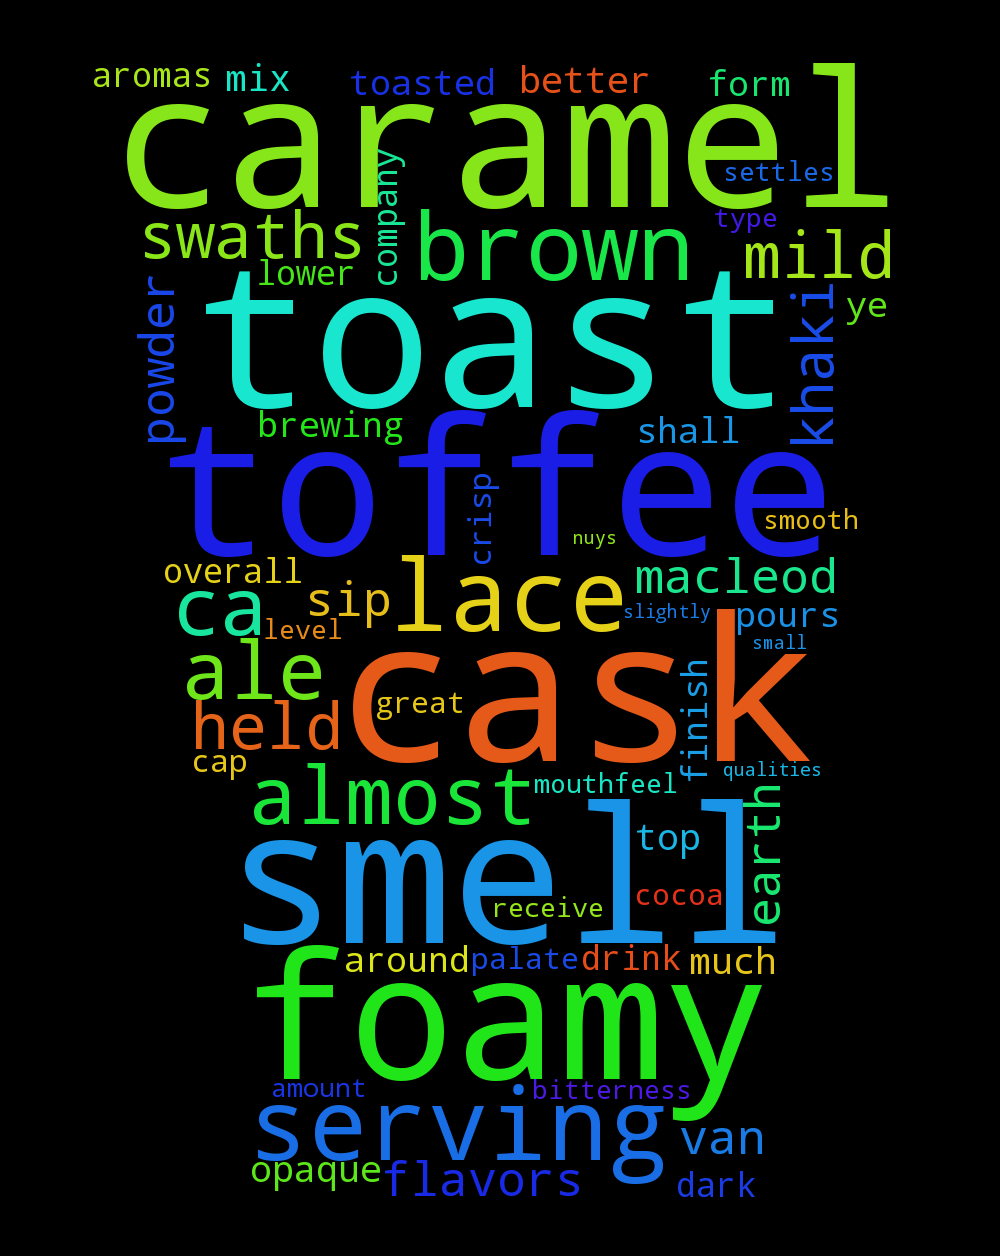 aromas mix toasted better form
caramel
settles
company
type
swaths brown mild
lower
powder
toast
khaki
ye
brewing shall
toffee
crisp
smooth
nuys
overall
ca sip lace macleod
level
slightly pours
small
ale
cask
held great
finish
cap
qualities
almost mouthfeel
earth
smell
top
cocoa
receive
around palate drink much
foamy
amount bitterness
serving van
opaque flavors dark